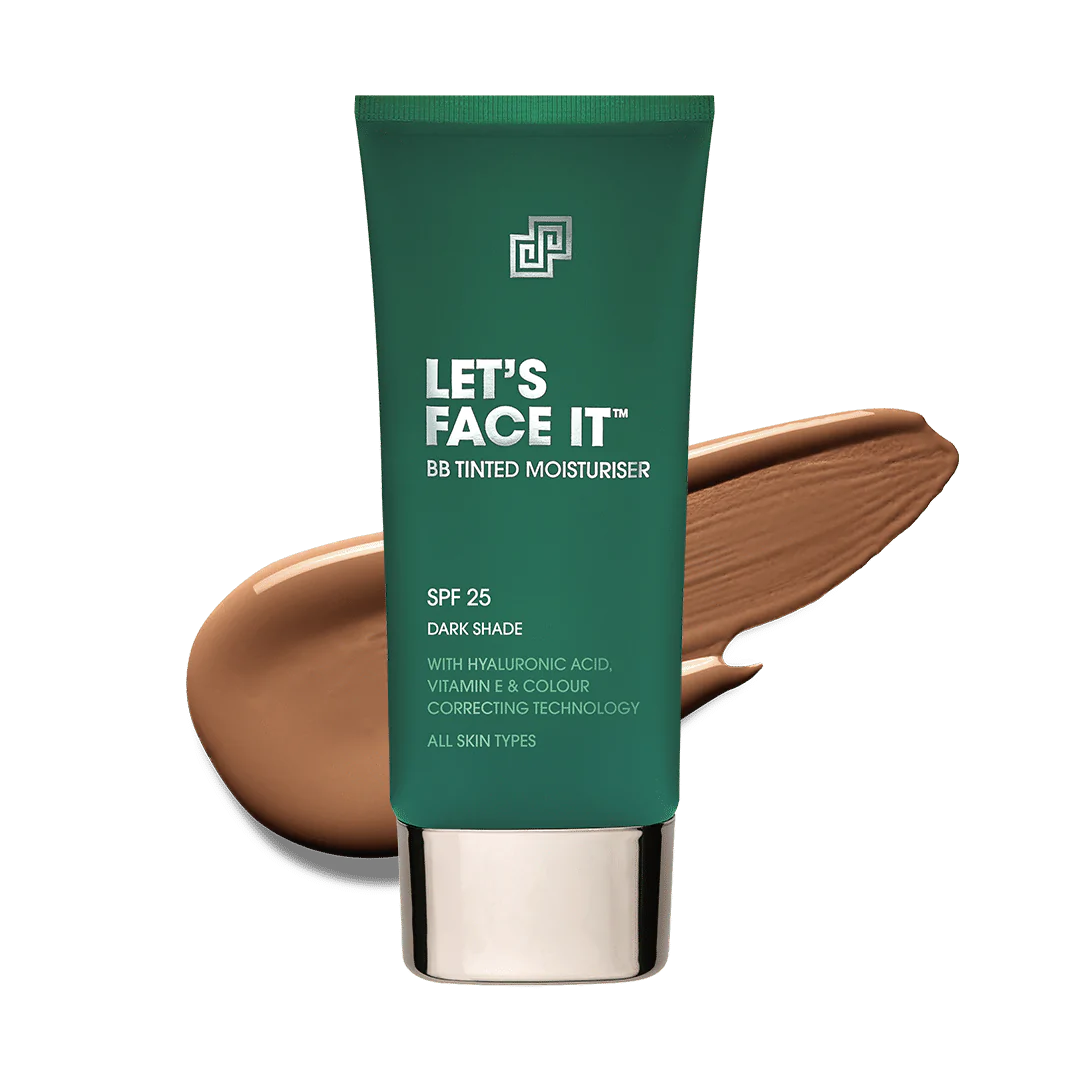 LET'S
FACE IT™
BB TINTED MOISTURISER
SPF 25
DARK SHADE
WITH HYALURONIC ACID,
VITAMIN E & COLOUR
CORRECTING TECHNOLOGY
ALL SKIN TYPES